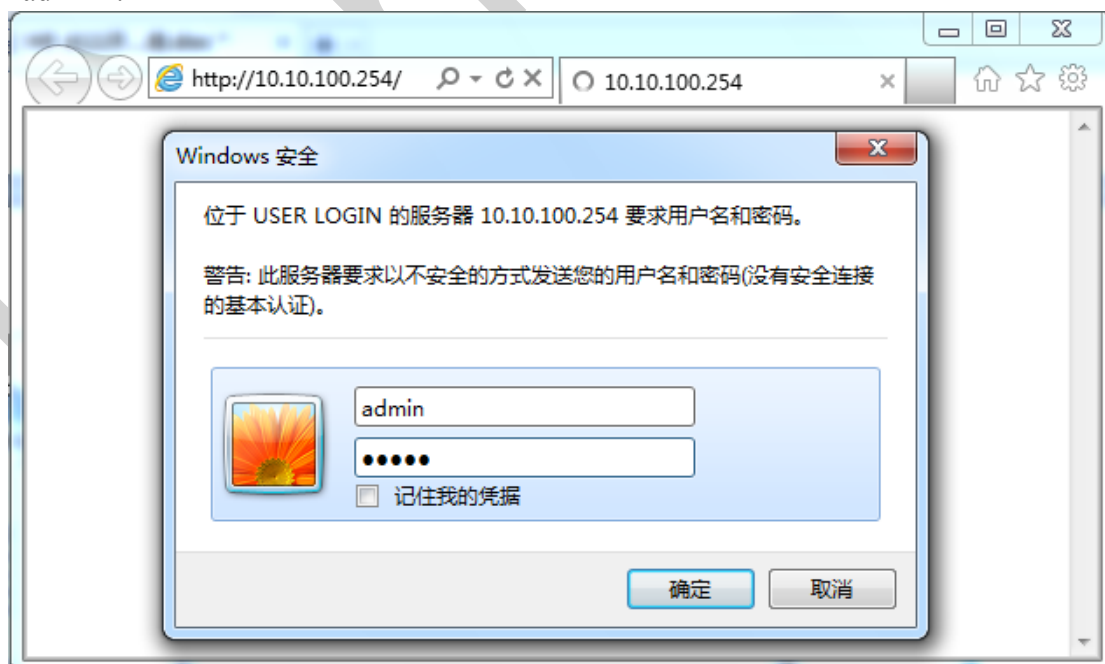 http://10.10.100.254/
10.10.100.254
Windows 安全
位于 USER LOGIN 的服务器 10.10.100.254 要求用户名和密码。
警告: 此服务器要求以不安全的方式发送您的用户名和密码(没有安全连接
的基本认证)。
admin
●●●●●
记住我的凭据
确定
取消